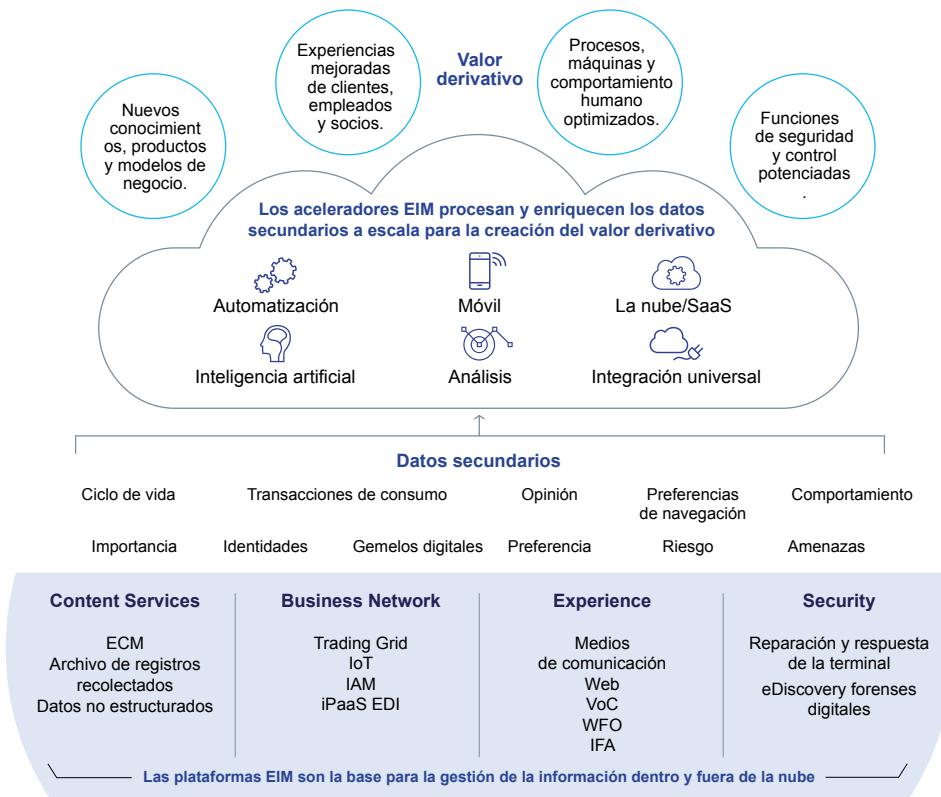 Nuevos
conocimient
os, productos
y modelos de
negocio.
Experiencias
mejoradas
de clientes,
empleados
y socios.
Valor
derivativo
Procesos,
máquinas y
comportamiento
humano
optimizados.
Funciones
de seguridad
y control
potenciadas
.
Los aceleradores EIM procesan y enriquecen los datos
secundarios a escala para la creación del valor derivativo
Automatización
Móvil
La nube/SaaS
Inteligencia artificial
Análisis
Integración universal
Datos secundarios
Ciclo de vida
Transacciones de consumo
Opinión
Preferencias
de navegación
Comportamiento
Importancia
Identidades
Gemelos digitales
Preferencia
Riesgo
Amenazas
Content Services
ECM
Archivo de registros
recolectados
Datos no estructurados
Business Network
Trading Grid
IoT
IAM
iPaaS EDI
Experience
Medios
de comunicación
Web
VoC
WFO
IFA
Security
Reparación y respuesta
de la terminal
eDiscovery forenses
digitales
Las plataformas EIM son la base para la gestión de la información dentro y fuera de la nube